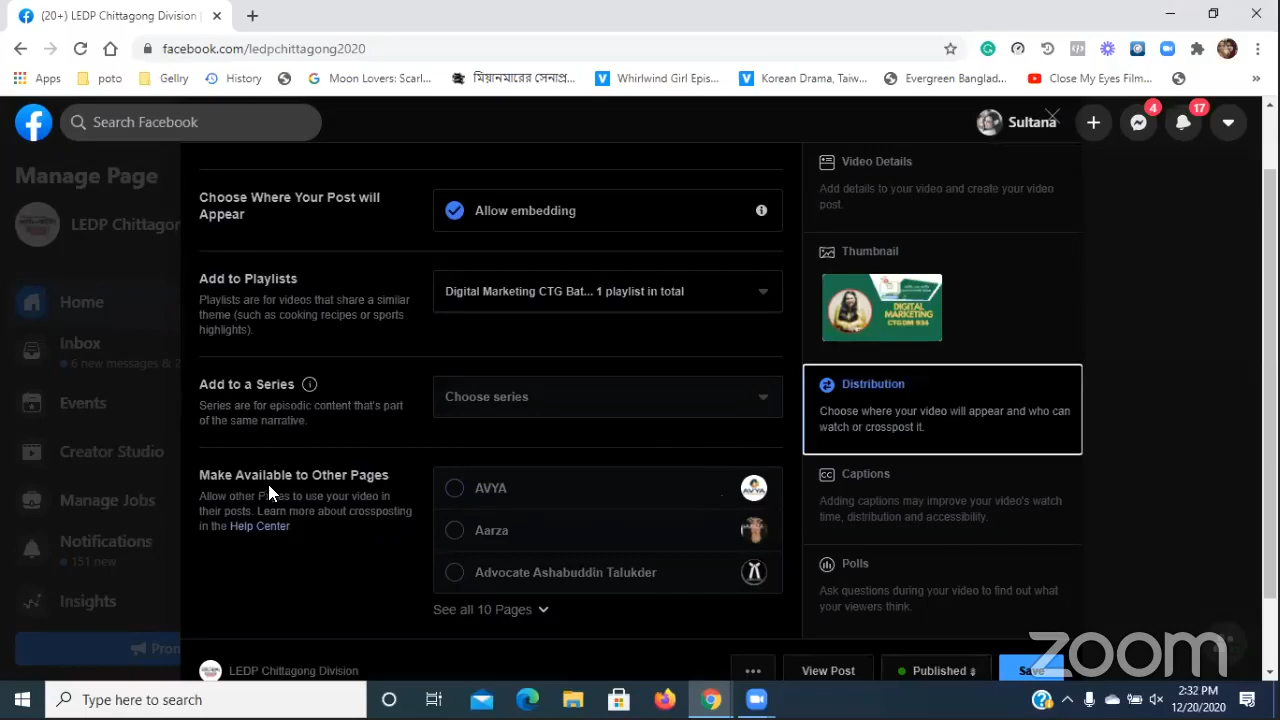 (20+) LEDP Chittagong Division
facebook.com/ledpchittagong2020
Apps
poto
Gellry
History
Moon Lovers: Scarl...
মিয়ানমারের সেনাপ্র...
Whirlwind Girl Epis...
Korean Drama, Taiw...
Evergreen Banglad...
Close My Eyes Film...
»
Search Facebook
Sultana
4
17
Manage Page
LEDP Chittagor
Home
Inbox
6 new messages & 2
Events
Creator Studio
Manage Jobs
Notifications
151 new
Insights
Pron
Choose Where Your Post will
Appear
Allow embedding
Add to Playlists
Playlists are for videos that share a similar
theme (such as cooking recipes or sports
highlights).
Digital Marketing CTG Bat... 1 playlist in total
Add to a Series
Series are for episodic content that's part
of the same narrative.
Choose series
Make Available to Other Pages
Allow other Pages to use your video in
their posts. Learn more about crossposting
in the Help Center
AVYA
AVYA
Aarza
Advocate Ashabuddin Talukder
See all 10 Pages
LEDP Chittagong Division
View Post
Published
Save
Video Details
Add details to your video and create your video
post.
Thumbnail
DIGITAL
MARKETING
Distribution
Choose where your video will appear and who can
watch or crosspost it.
CC
Captions
Adding captions may improve your video's watch
time, distribution and accessibility.
Polls
Ask questions during your video to find out what
your viewers think.
zoom
Type here to search
2:32 PM
12/20/2020